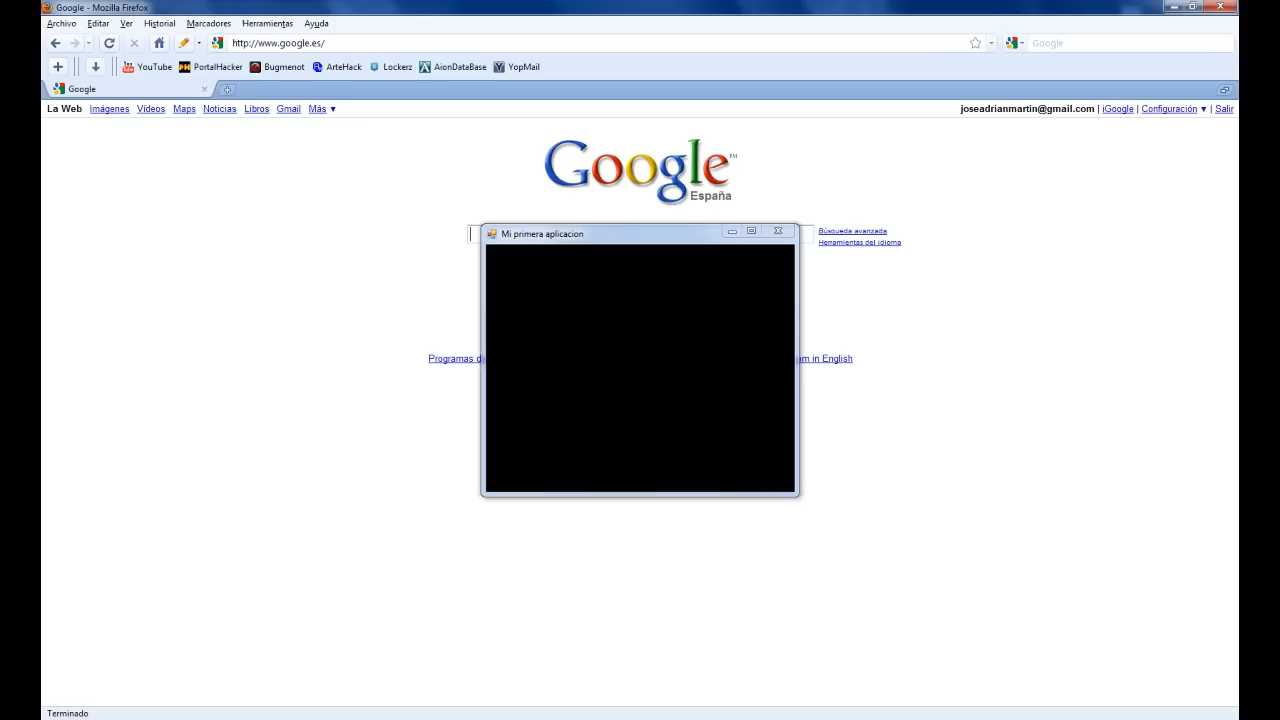 Google - Mozilla Firefox
Archivo Editar Ver Historial Marcadores Herramientas Ayuda
http://www.google.es/ Google
YouTube PortalHacker Bugmenot ArteHack Lockerz AionDataBase YopMail
Google
La Web Imágenes Vídeos Maps Noticias Libros Gmail Más ▼ joseadrianmartin@gmail.com | iGoogle | Configuración ▼ | Salir
Google™
España
Mi primera aplicacion
Búsqueda avanzada
Herramientas del idioma
Programas d
m in English
Terminado